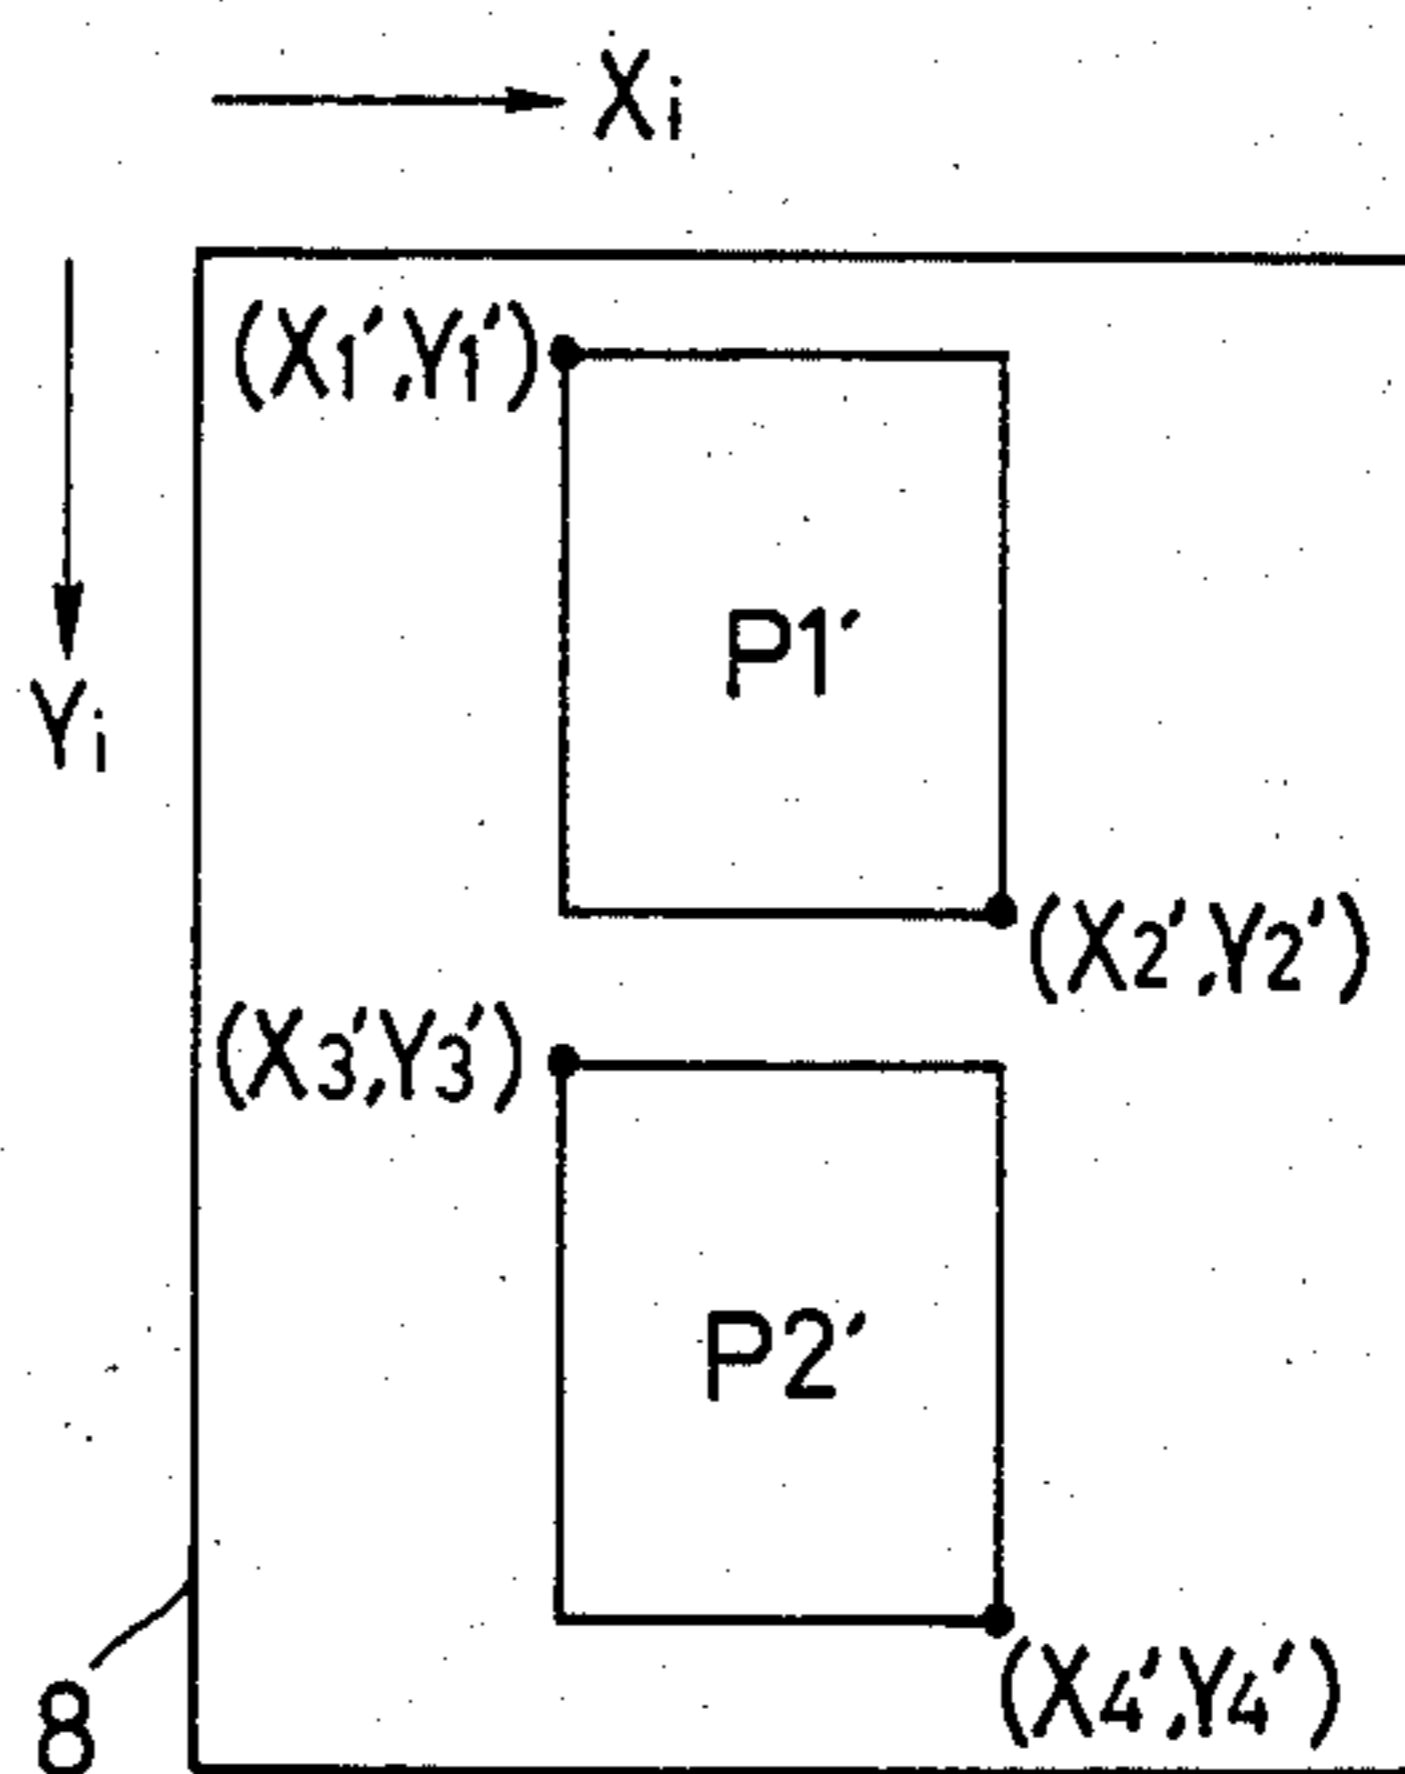 Xi
(X1′,Y1′)
P1′
Yi
(X2′,Y2′)
(X3′,Y3′)
P2′
(X4′,Y4′)
8